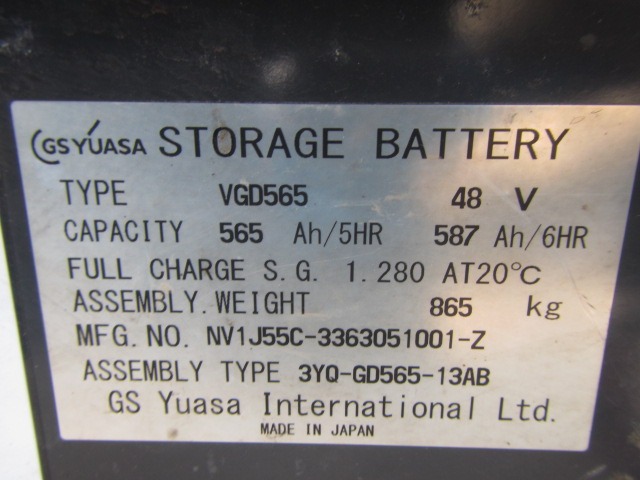 GS YUASA STORAGE BATTERY
TYPE VGD565 48 V
CAPACITY 565 Ah/5HR 587 Ah/6HR
FULL CHARGE S.G. 1.280 AT20℃
ASSEMBLY.WEIGHT 865 kg
MFG.NO. NV1J55C-3363051001-Z
ASSEMBLY TYPE 3YQ-GD565-13AB
GS Yuasa International Ltd.
MADE IN JAPAN